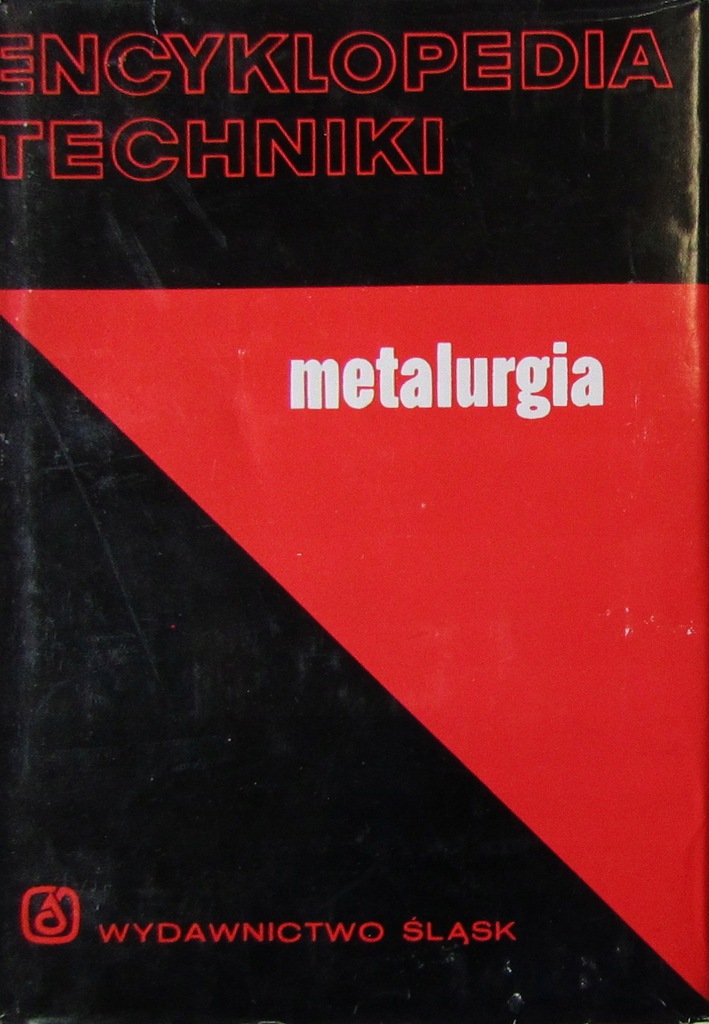 ENCYKLOPEDIA
TECHNIKI
metalurgia
WYDAWNICTWO ŚLĄSK